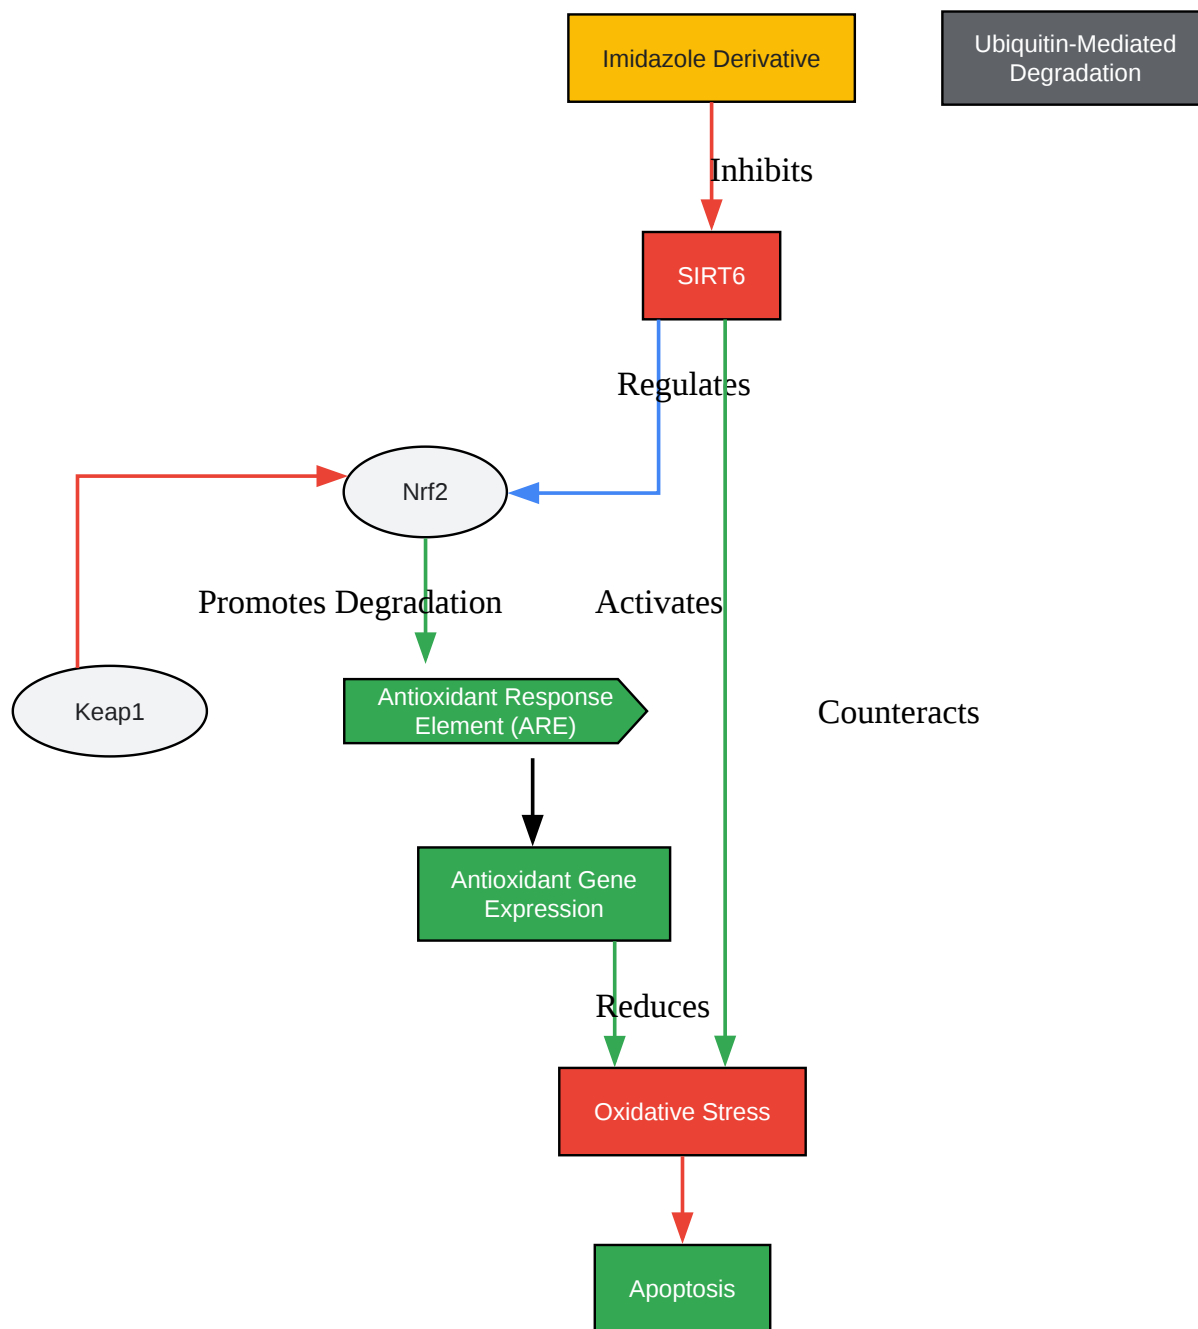 Imidazole Derivative
Ubiquitin-Mediated
Degradation
Inhibits
SIRT6
Regulates
Nrf2
Promotes Degradation
Activates
Keap1
Antioxidant Response
Element (ARE)
Counteracts
Antioxidant Gene
Expression
Reduces
Oxidative Stress
Apoptosis